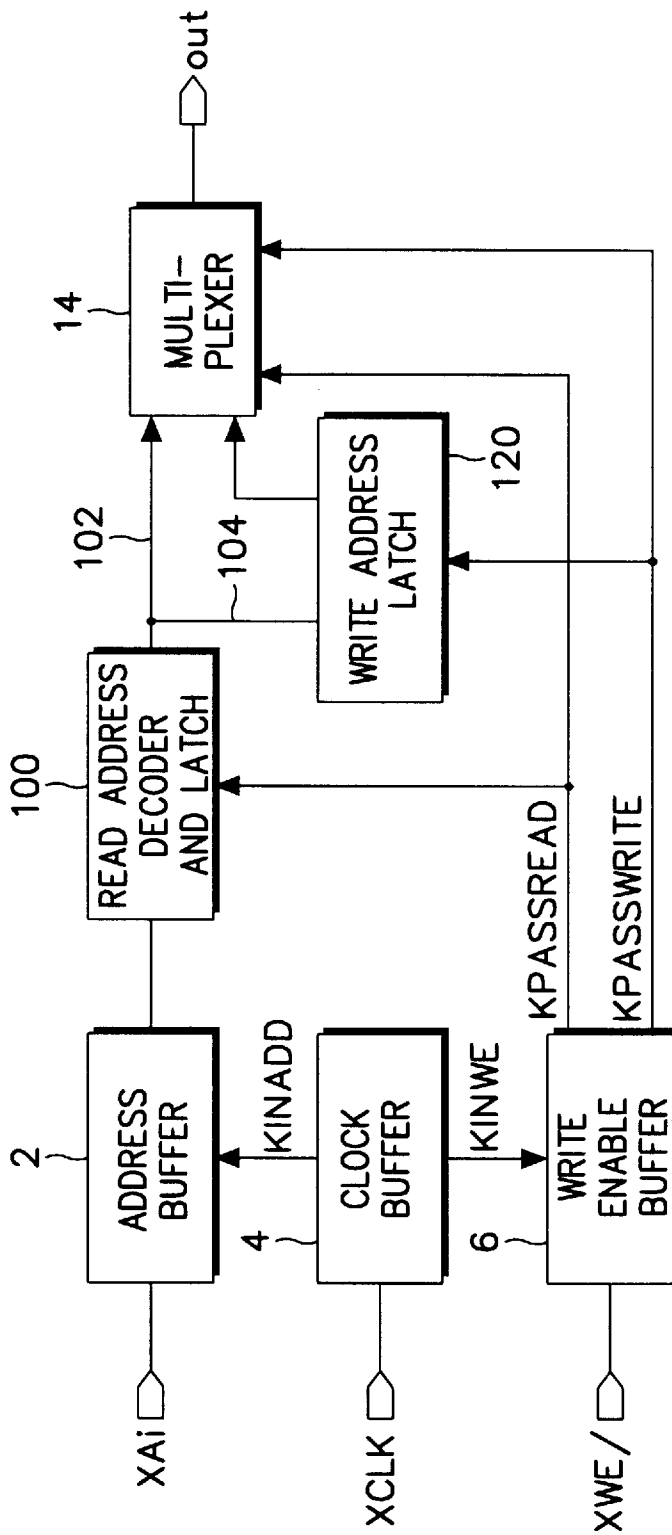 XAi
2
ADDRESS
BUFFER
100
READ ADDRESS
DECODER
AND LATCH
102
104
14
MULTI-
PLEXER
out
KINADD
XCLK
4
CLOCK
BUFFER
WRITE ADDRESS
LATCH
120
KINWE
XWE/
6
WRITE
ENABLE
BUFFER
KPASSREAD
KPASSWRITE